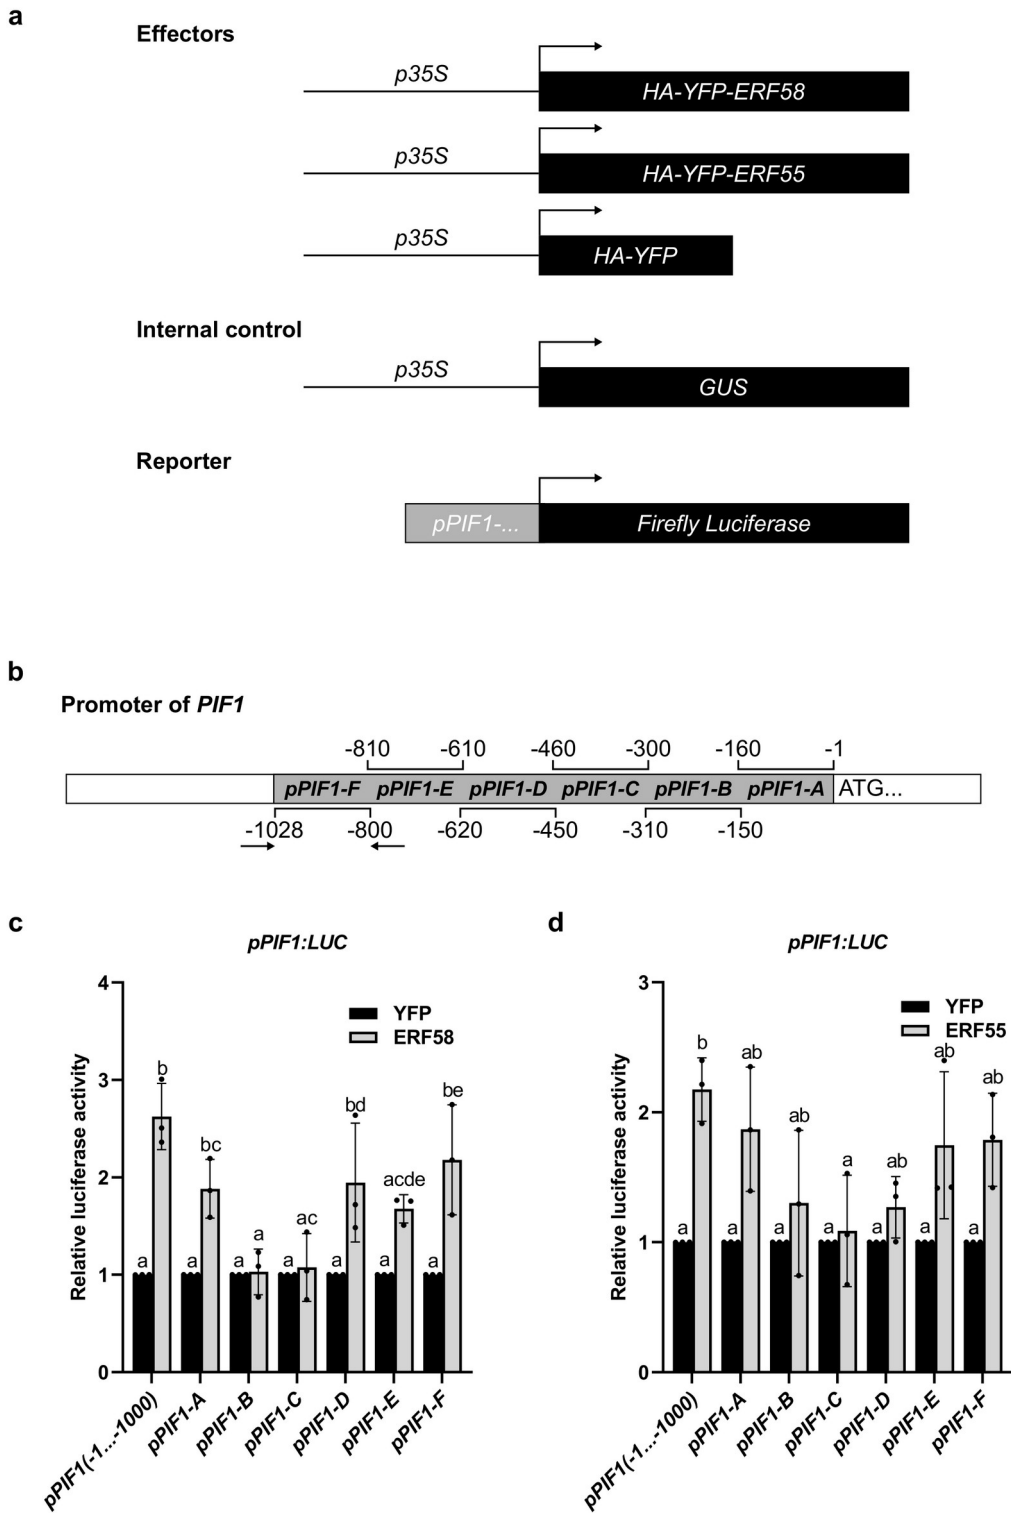 a
Effectors
p35S
HA-YFP-ERF58
p35S
HA-YFP-ERF55
p35S
HA-YFP
Internal control
p35S
GUS
Reporter
pPIF1-...
Firefly Luciferase
b
Promoter of PIF1
-810 -610 -460 -300 -160 -1
pPIF1-F pPIF1-E pPIF1-D pPIF1-C pPIF1-B pPIF1-A ATG...
-1028 -800 -620 -450 -310 -150
c
pPIF1:LUC
YFP
ERF58
Relative luciferase activity
4
3
2
1
0
a b a bc a a a ac a bd a acde a be
pPIF1(-1...-1000)
pPIF1-A
pPIF1-B
pPIF1-C
pPIF1-D
pPIF1-E
pPIF1-F
d
pPIF1:LUC
YFP
ERF55
Relative luciferase activity
3
2
1
0
a b a ab a ab a a a ab a ab a ab
pPIF1(-1...-1000)
pPIF1-A
pPIF1-B
pPIF1-C
pPIF1-D
pPIF1-E
pPIF1-F